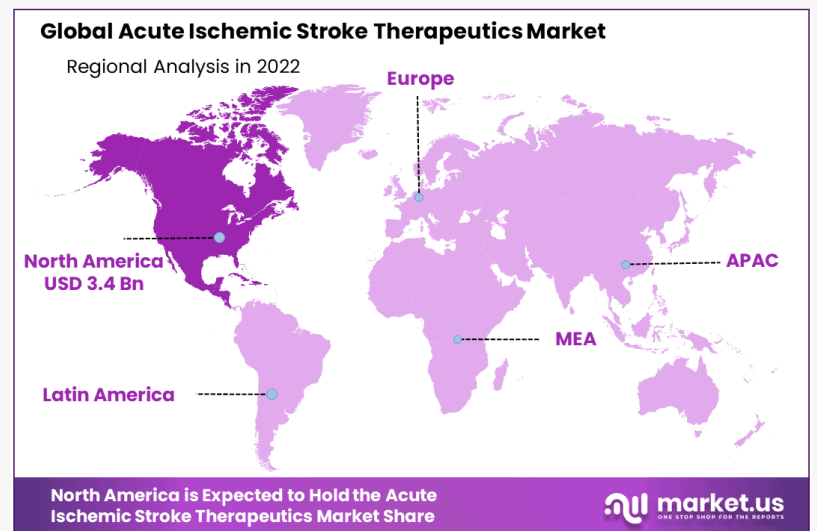 Global Acute Ischemic Stroke Therapeutics Market
Regional Analysis in 2022
Europe
North America
USD 3.4 Bn
APAC
MEA
Latin America
North America is Expected to Hold the Acute
Ischemic Stroke Therapeutics Market Share
market.us
ONE STOP SHOP FOR THE REPORTS